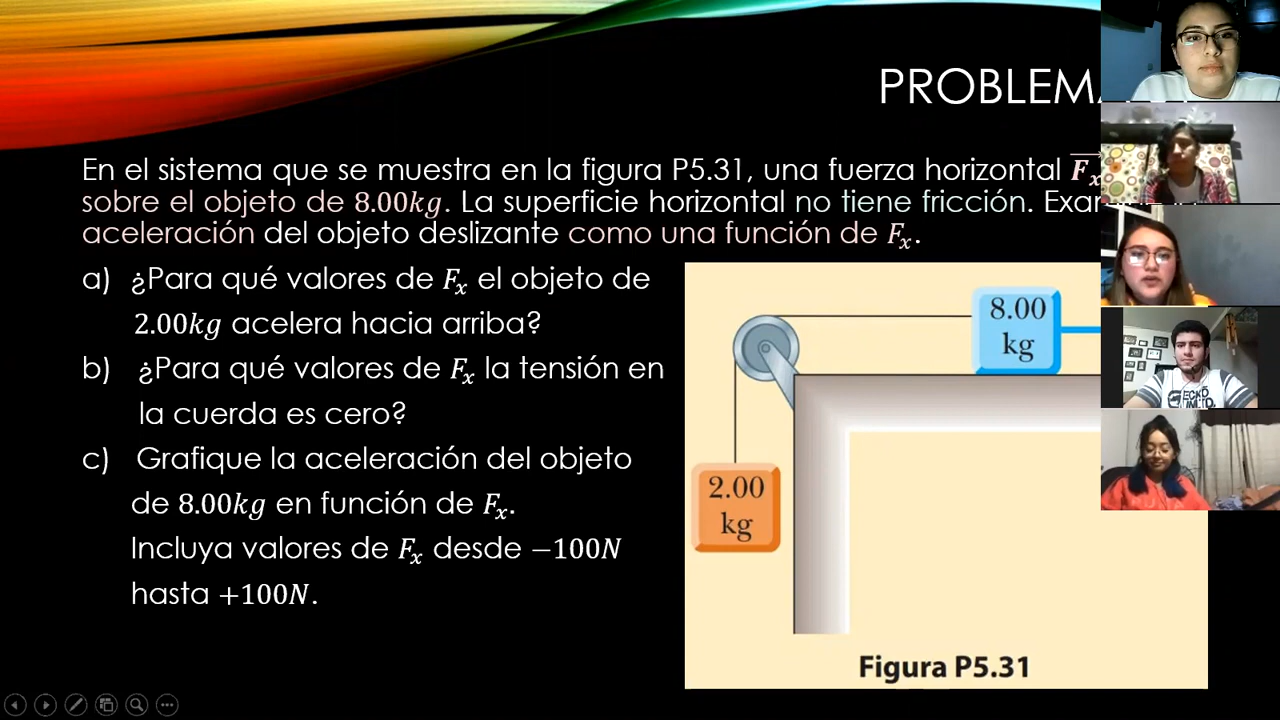 PROBLEMA
En el sistema que se muestra en la figura P5.31, una fuerza horizontal F⃗ₓ
sobre el objeto de 8.00kg. La superficie horizontal no tiene fricción.
aceleración del objeto deslizante como una función de Fₓ.
a) ¿Para qué valores de Fₓ el objeto de
2.00kg acelera hacia arriba?
b) ¿Para qué valores de Fₓ la tensión en
la cuerda es cero?
c) Grafique la aceleración del objeto
de 8.00kg en función de Fₓ.
Incluya valores de Fₓ desde −100N
hasta +100N.
8.00
kg
2.00
kg
Figura P5.31